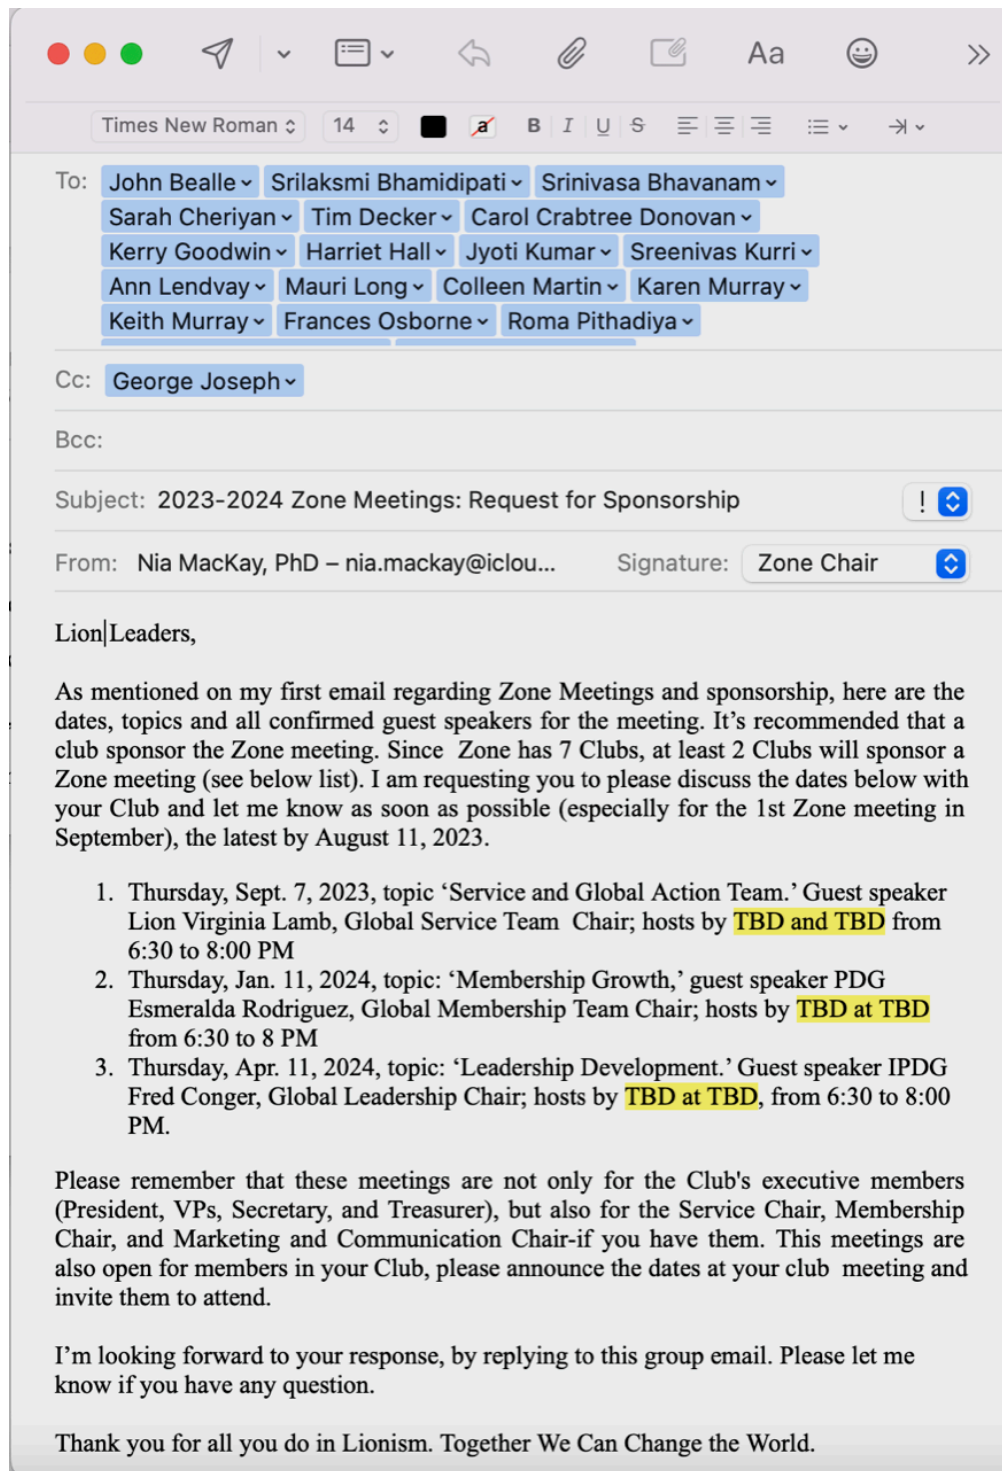 Aa
Times New Roman 14 a B I U S
To: John Bealle Srilaksmi Bhamidipati Srinivasa Bhavanam
Sarah Cheriyan Tim Decker Carol Crabtree Donovan
Kerry Goodwin Harriet Hall Jyoti Kumar Sreenivas Kurri
Ann Lendvay Mauri Long Colleen Martin Karen Murray
Keith Murray Frances Osborne Roma Pithadiya
Cc: George Joseph
Bcc:
Subject: 2023-2024 Zone Meetings: Request for Sponsorship !
From: Nia MacKay, PhD – nia.mackay@iclou... Signature: Zone Chair
Lion Leaders,
As mentioned on my first email regarding Zone Meetings and sponsorship, here are the
dates, topics and all confirmed guest speakers for the meeting. It’s recommended that a
club sponsor the Zone meeting. Since Zone has 7 Clubs, at least 2 Clubs will sponsor a
Zone meeting (see below list). I am requesting you to please discuss the dates below with
your Club and let me know as soon as possible (especially for the 1st Zone meeting in
September), the latest by August 11, 2023.
1. Thursday, Sept. 7, 2023, topic ‘Service and Global Action Team.’ Guest speaker
Lion Virginia Lamb, Global Service Team Chair; hosts by TBD and TBD from
6:30 to 8:00 PM
2. Thursday, Jan. 11, 2024, topic: ‘Membership Growth,’ guest speaker PDG
Esmeralda Rodriguez, Global Membership Team Chair; hosts by TBD at TBD
from 6:30 to 8 PM
3. Thursday, Apr. 11, 2024, topic: ‘Leadership Development.’ Guest speaker IPDG
Fred Conger, Global Leadership Chair; hosts by TBD at TBD, from 6:30 to 8:00
PM.
Please remember that these meetings are not only for the Club's executive members
(President, VPs, Secretary, and Treasurer), but also for the Service Chair, Membership
Chair, and Marketing and Communication Chair-if you have them. This meetings are
also open for members in your Club, please announce the dates at your club meeting and
invite them to attend.
I’m looking forward to your response, by replying to this group email. Please let me
know if you have any question.
Thank you for all you do in Lionism. Together We Can Change the World.